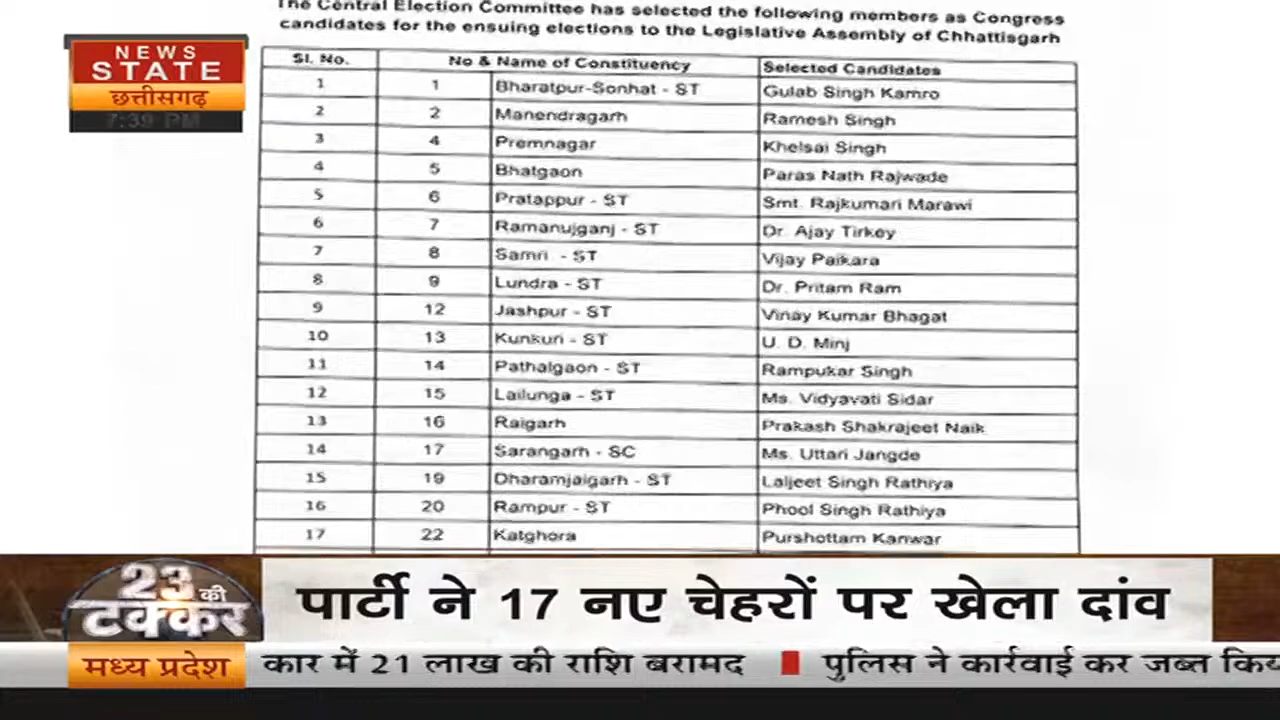 The Central Election Committee has selected the following members as Congress
candidates for the ensuing elections to the Legislative Assembly of Chhattisgarh
NEWS
STATE
छत्तीसगढ़
7:39 PM
Sl. No. No & Name of Constituency Selected Candidates
1 1 Bharatpur-Sonhat - ST Gulab Singh Kamro
2 2 Manendragarh Ramesh Singh
3 4 Premnagar Khelsai Singh
4 5 Bhatgaon Paras Nath Rajwade
5 6 Pratappur - ST Smt. Rajkumari Marawi
6 7 Ramanujganj - ST Dr. Ajay Tirkey
7 8 Samri - ST Vijay Paikara
8 9 Lundra - ST Dr. Pritam Ram
9 12 Jashpur - ST Vinay Kumar Bhagat
10 13 Kunkuri - ST U. D. Minj
11 14 Pathalgaon - ST Rampukar Singh
12 15 Lailunga - ST Ms. Vidyavati Sidar
13 16 Raigarh Prakash Shakrajeet Naik
14 17 Sarangarh - SC Ms. Uttari Jangde
15 19 Dharamjaigarh - ST Laljeet Singh Rathiya
16 20 Rampur - ST Phool Singh Rathiya
17 22 Katghora Purshottam Kanwar
23 की
टक्कर
पार्टी ने 17 नए चेहरों पर खेला दांव
मध्य प्रदेश कार में 21 लाख की राशि बरामद पुलिस ने कार्रवाई कर जब्त किय